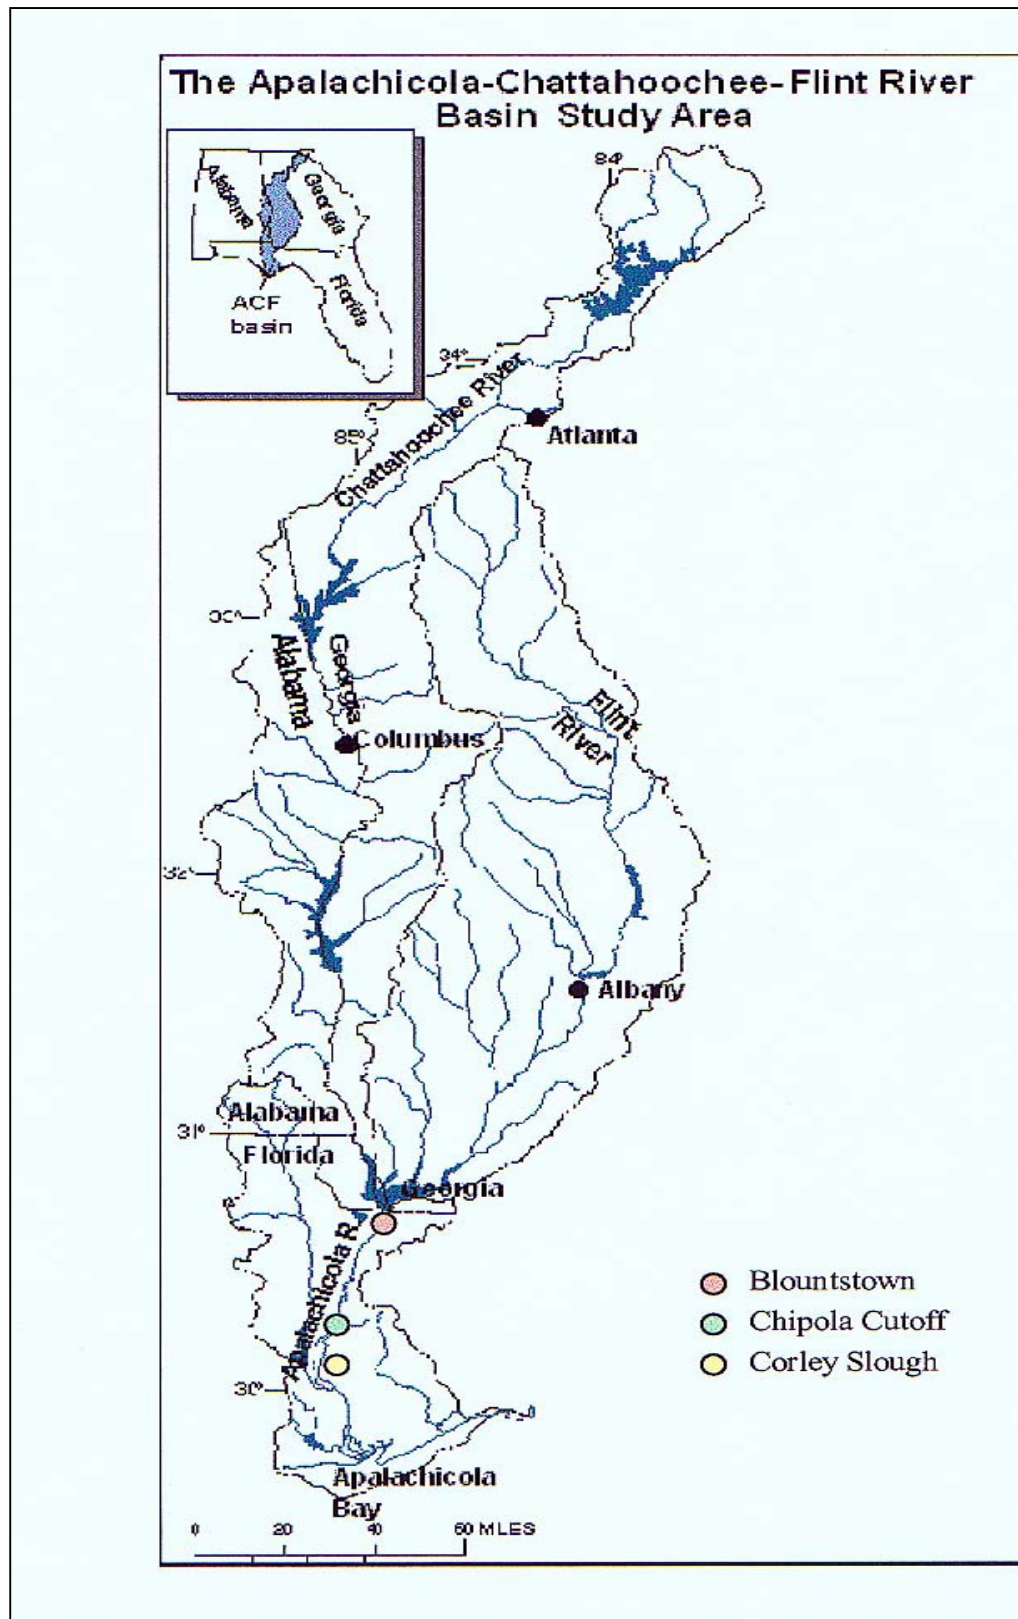 The Apalachicola-Chattahoochee-Flint River
Basin Study Area
Alabama
Georgia
Florida
ACF
basin
84°
34°
Chattahoochee River
85°
Atlanta
33°
Alabama
Georgia
Flint
River
Columbus
32°
Albany
Alabama
31°
Florida
Georgia
Apalachicola R.
Blountstown
Chipola Cutoff
Corley Slough
30°
Apalachicola
Bay
0 20 40 60 MILES